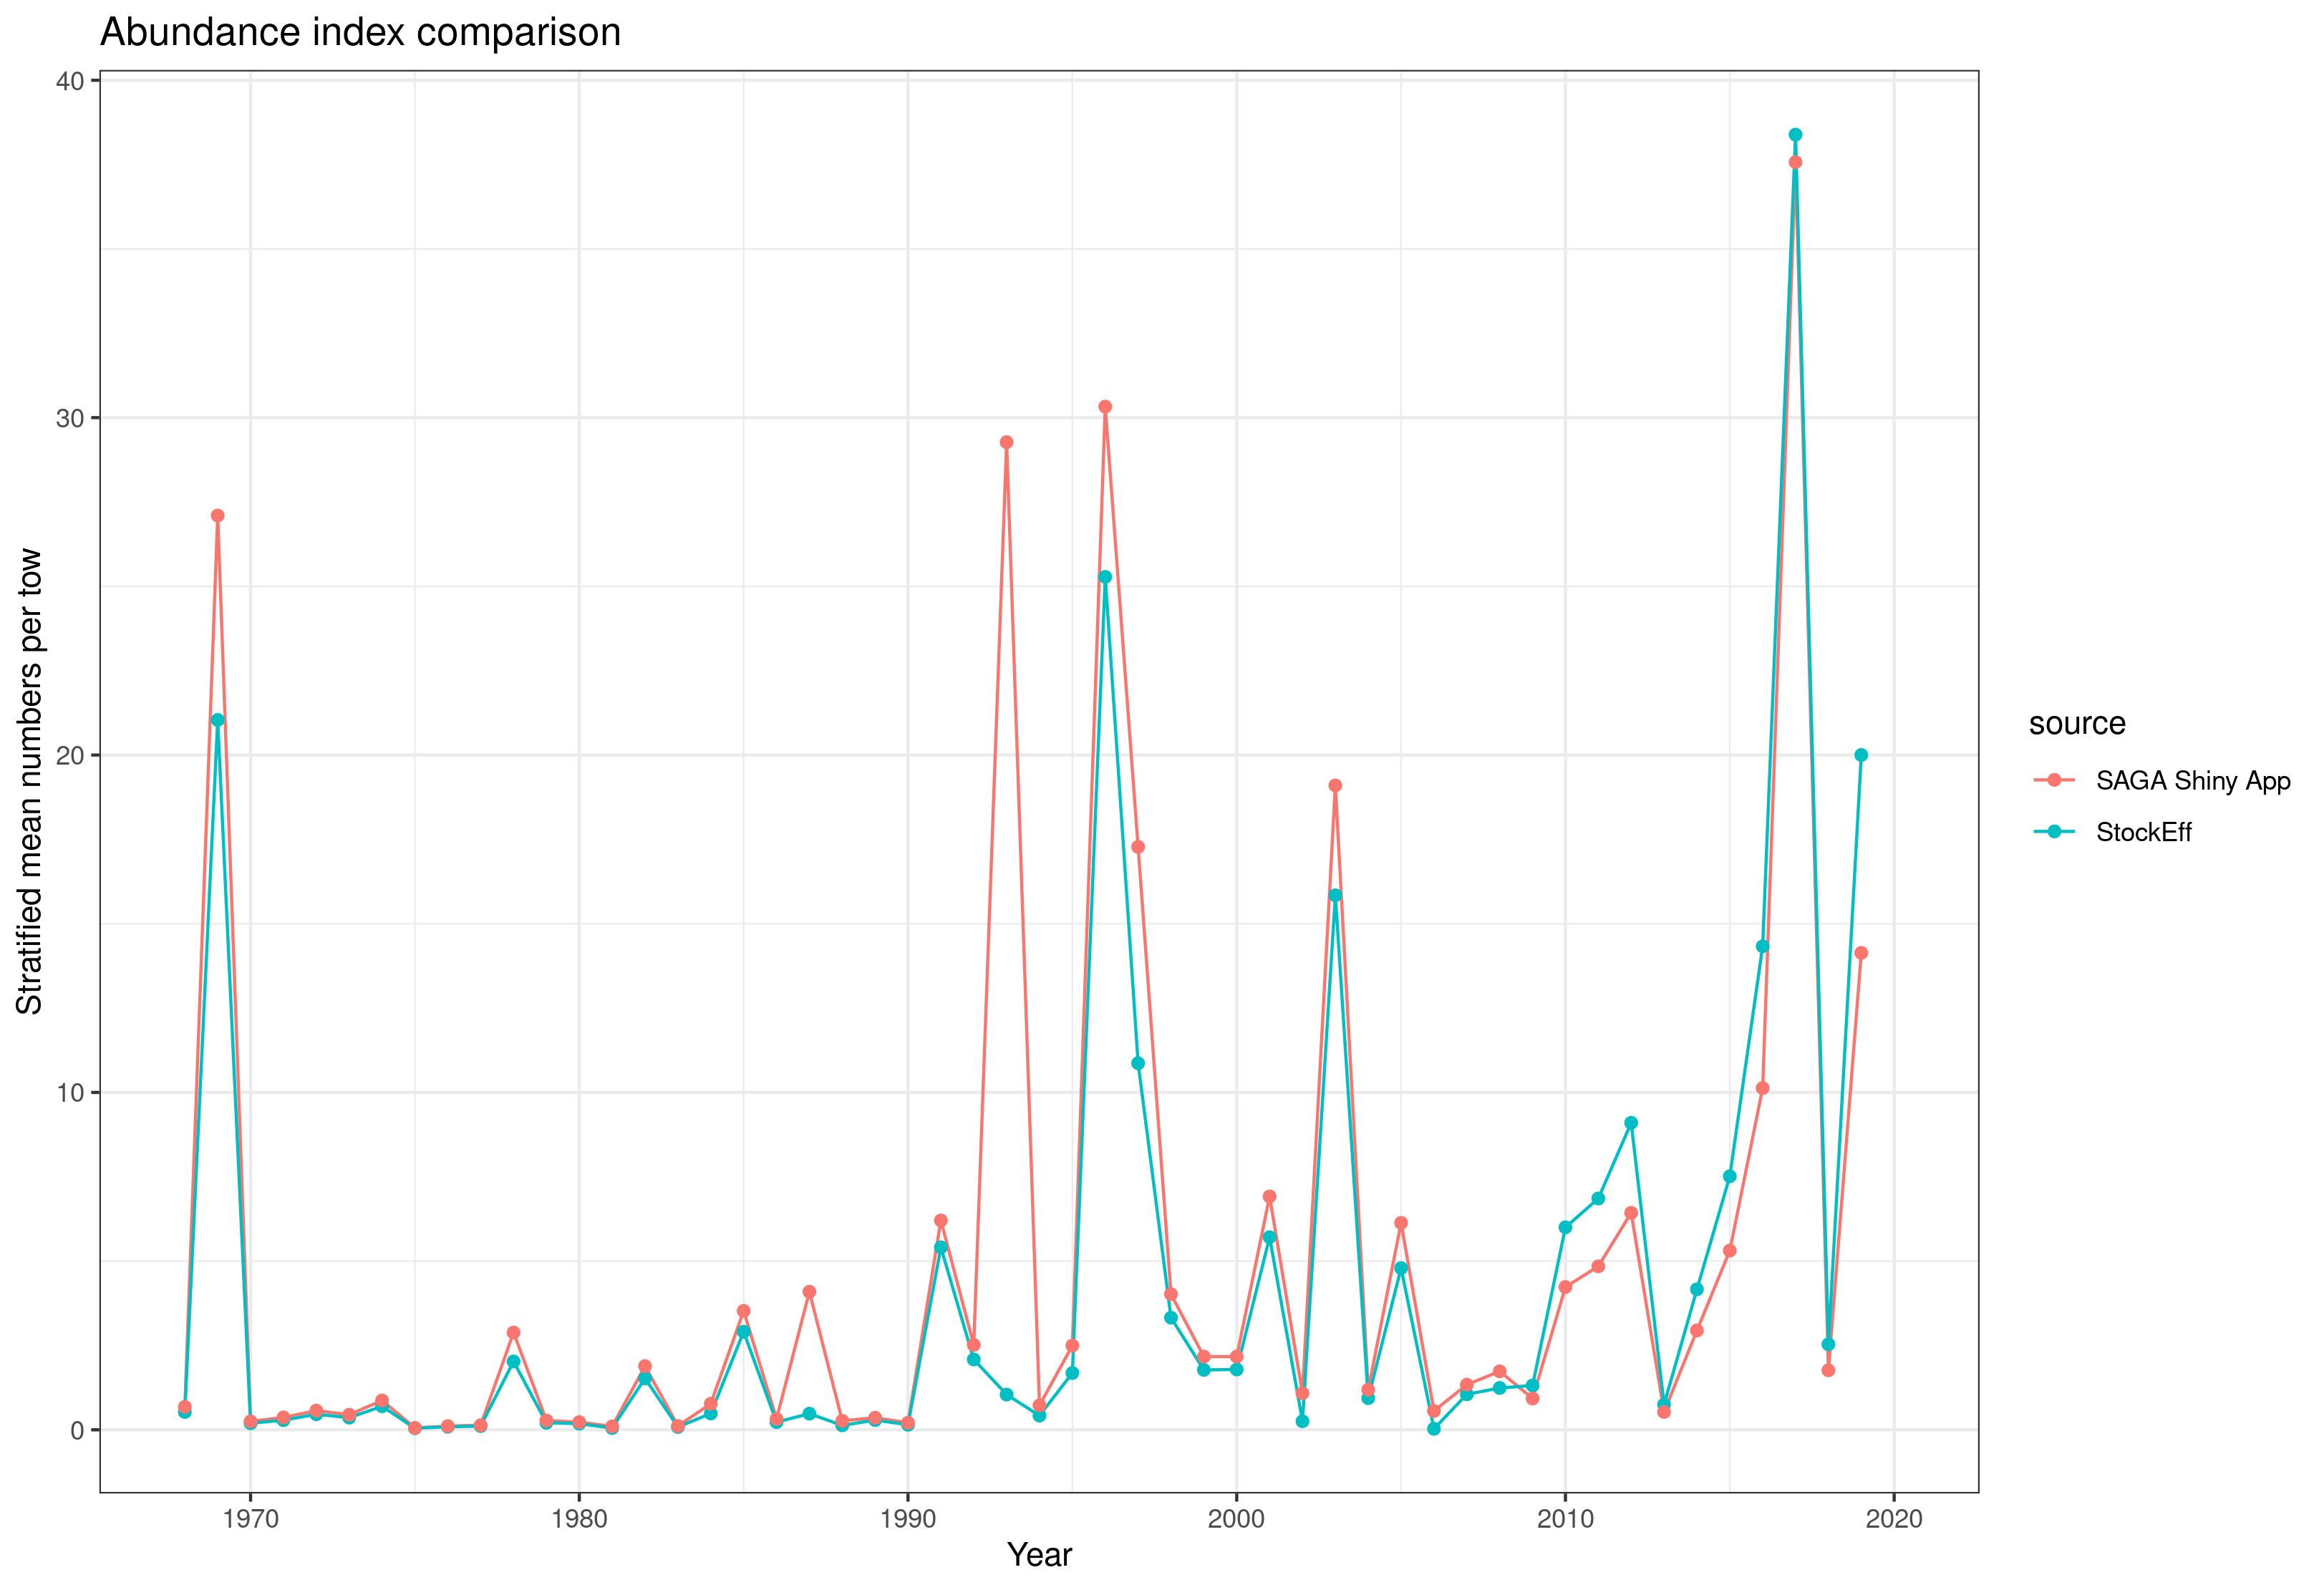 Abundance index comparison
40
30
20
10
0
Stratified mean numbers per tow
1970 1980 1990 2000 2010 2020
Year
source
SAGA Shiny App
StockEff